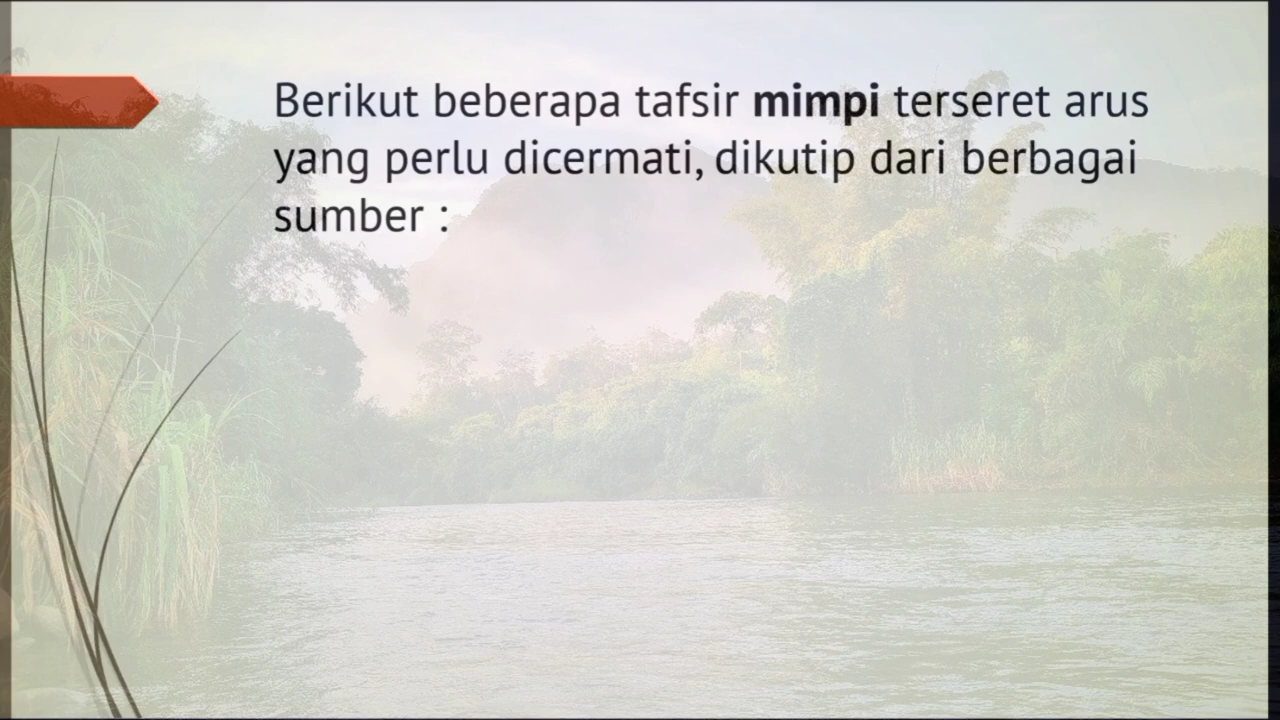 Berikut beberapa tafsir mimpi terseret arus
yang perlu dicermati, dikutip dari berbagai
sumber :